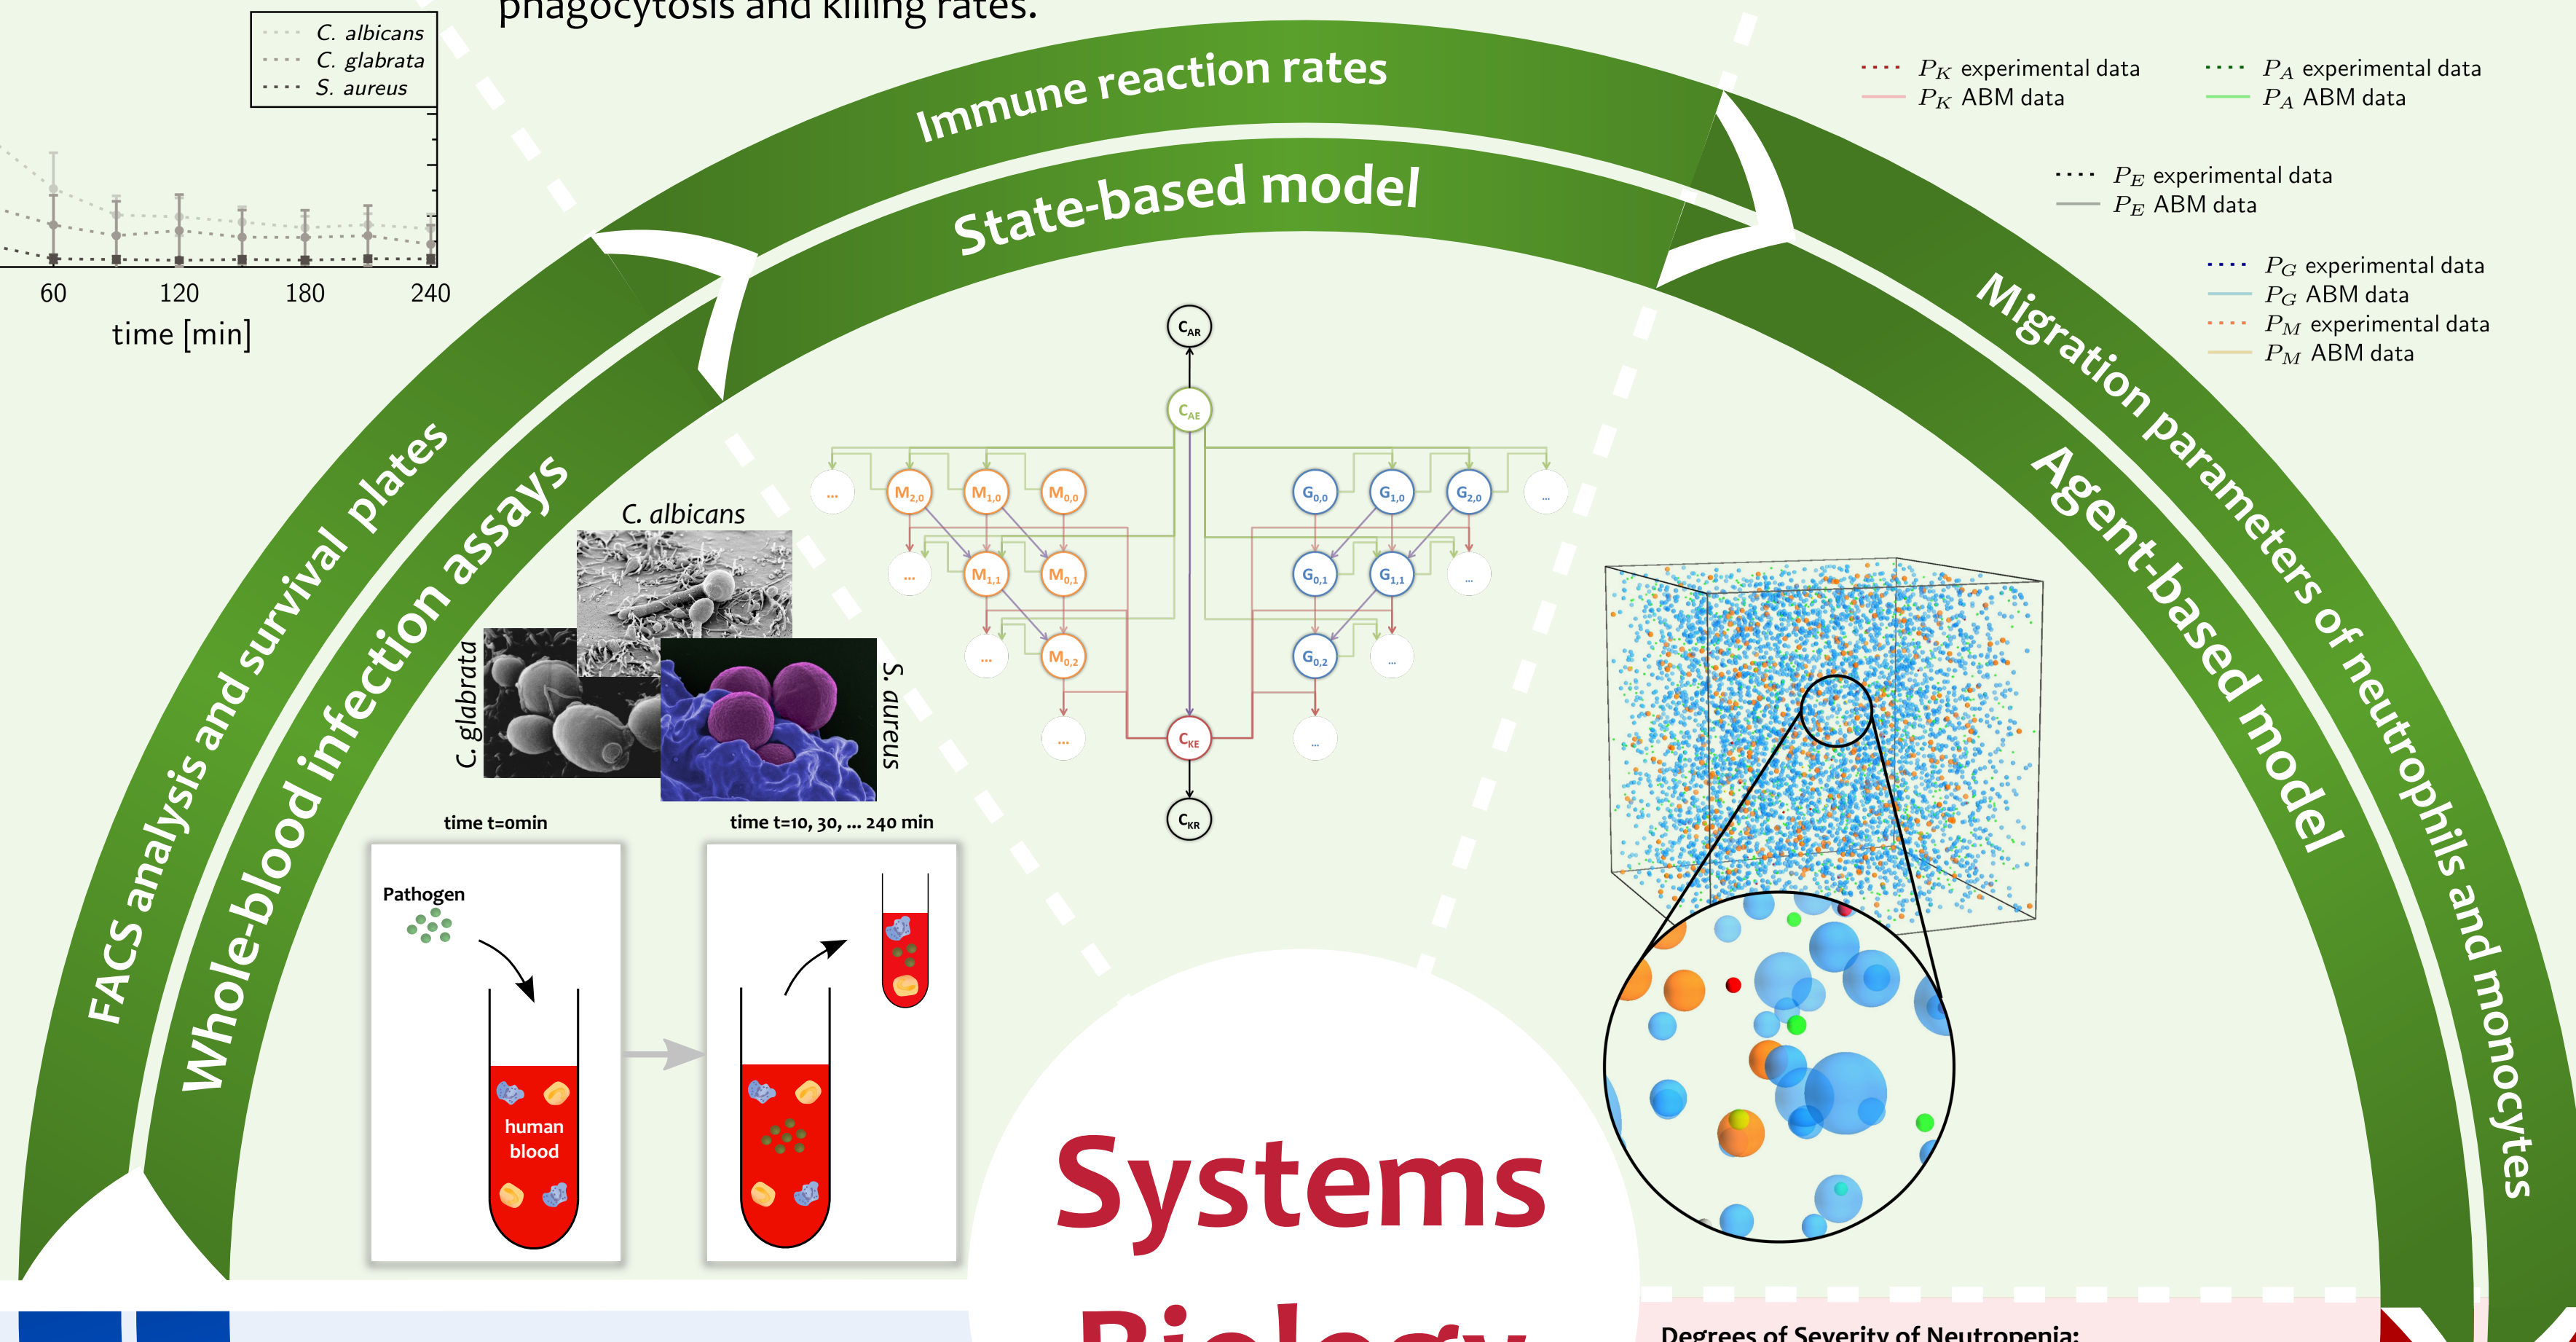 phagocytosis and killing rates.
C. albicans
C. glabrata
S. aureus
60 120 180 240
time [min]
Immune reaction rates
State-based model
P_K experimental data
P_K ABM data
P_A experimental data
P_A ABM data
P_E experimental data
P_E ABM data
P_G experimental data
P_G ABM data
P_M experimental data
P_M ABM data
FACS analysis and survival plates
Whole-blood infection assays
Migration parameters of neutrophils and monocytes
Agent-based model
C. albicans
C. glabrata
S. aureus
C_AR
C_AE
... M_2,0 M_1,0 M_0,0 G_0,0 G_1,0 G_2,0 ...
... M_1,1 M_0,1 G_0,1 G_1,1 ...
... M_0,2 G_0,2 ...
... C_KE ...
C_KR
time t=0min
time t=10, 30, ... 240 min
Pathogen
human
blood
Systems
Biology
Degrees of Severity of Neutropenia: